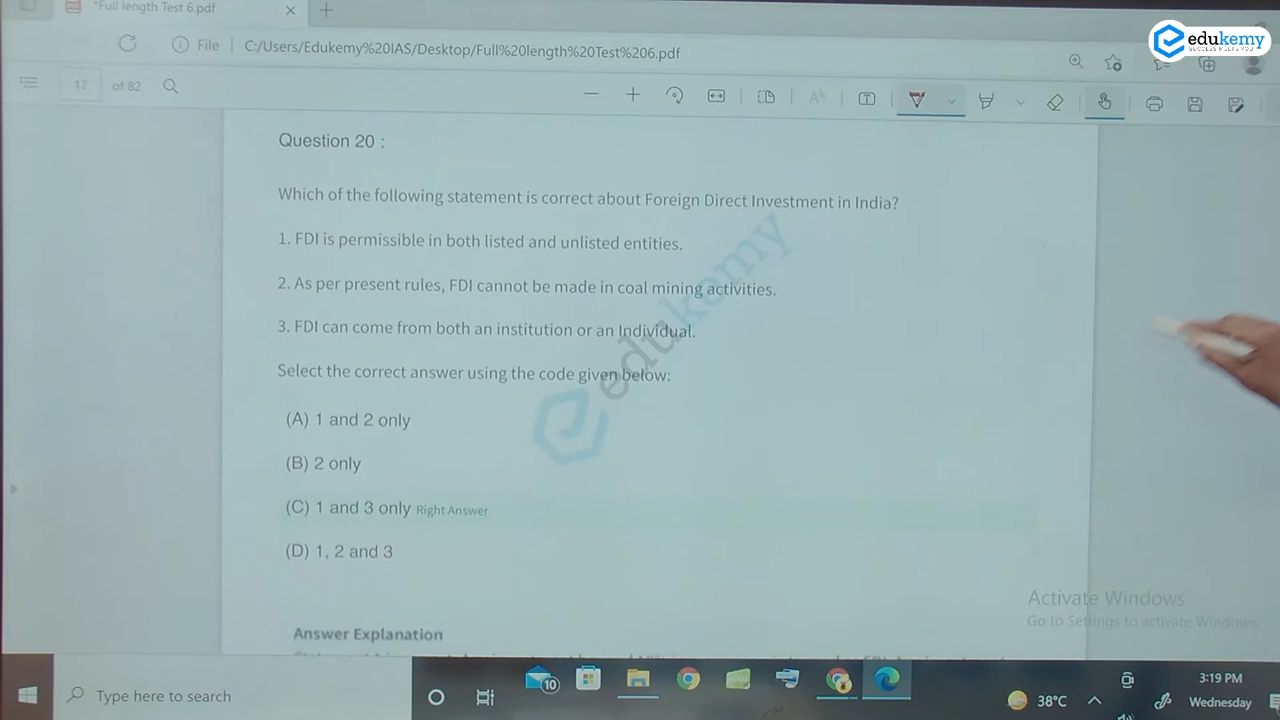 *Full length Test 6.pdf
edukemy
SUCCESS MEETS YOU
File
C:/Users/Edukemy%20IAS/Desktop/Full%20length%20Test%206.pdf
17 of 82
Question 20 :
Which of the following statement is correct about Foreign Direct Investment in India?
1. FDI is permissible in both listed and unlisted entities.
2. As per present rules, FDI cannot be made in coal mining activities.
3. FDI can come from both an institution or an Individual.
Select the correct answer using the code given below:
(A) 1 and 2 only
(B) 2 only
(C) 1 and 3 only Right Answer
(D) 1, 2 and 3
edukemy
Activate Windows
Go to Settings to activate Windows.
Answer Explanation
Type here to search
10
38°C
3:19 PM
Wednesday